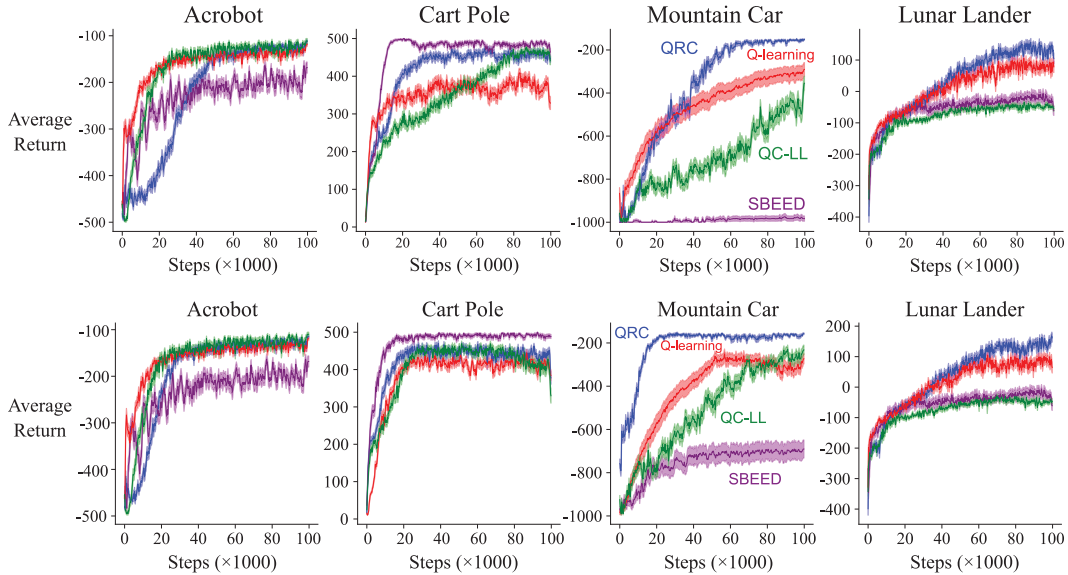 Acrobot Cart Pole Mountain Car Lunar Lander
-100 500 -200 100
-200 400 QRC Q-learning 0
Average Return -300 300 -400 -100
-400 200 -600 QC-LL -200
-500 100 -800 -300
0 -1000 SBEED -400
0 20 40 60 80 100 0 20 40 60 80 100 0 20 40 60 80 100 0 20 40 60 80 100
Steps (×1000) Steps (×1000) Steps (×1000) Steps (×1000)
Acrobot Cart Pole Mountain Car Lunar Lander
-100 500 -200 200
-200 400 QRC Q-learning 100
Average Return -300 400 -400 0
-400 200 -600 QC-LL -100
-500 100 -800 SBEED -200
0 -1000 -300
-400
0 20 40 60 80 100 0 20 40 60 80 100 0 20 40 60 80 100 0 20 40 60 80 100
Steps (×1000) Steps (×1000) Steps (×1000) Steps (×1000)